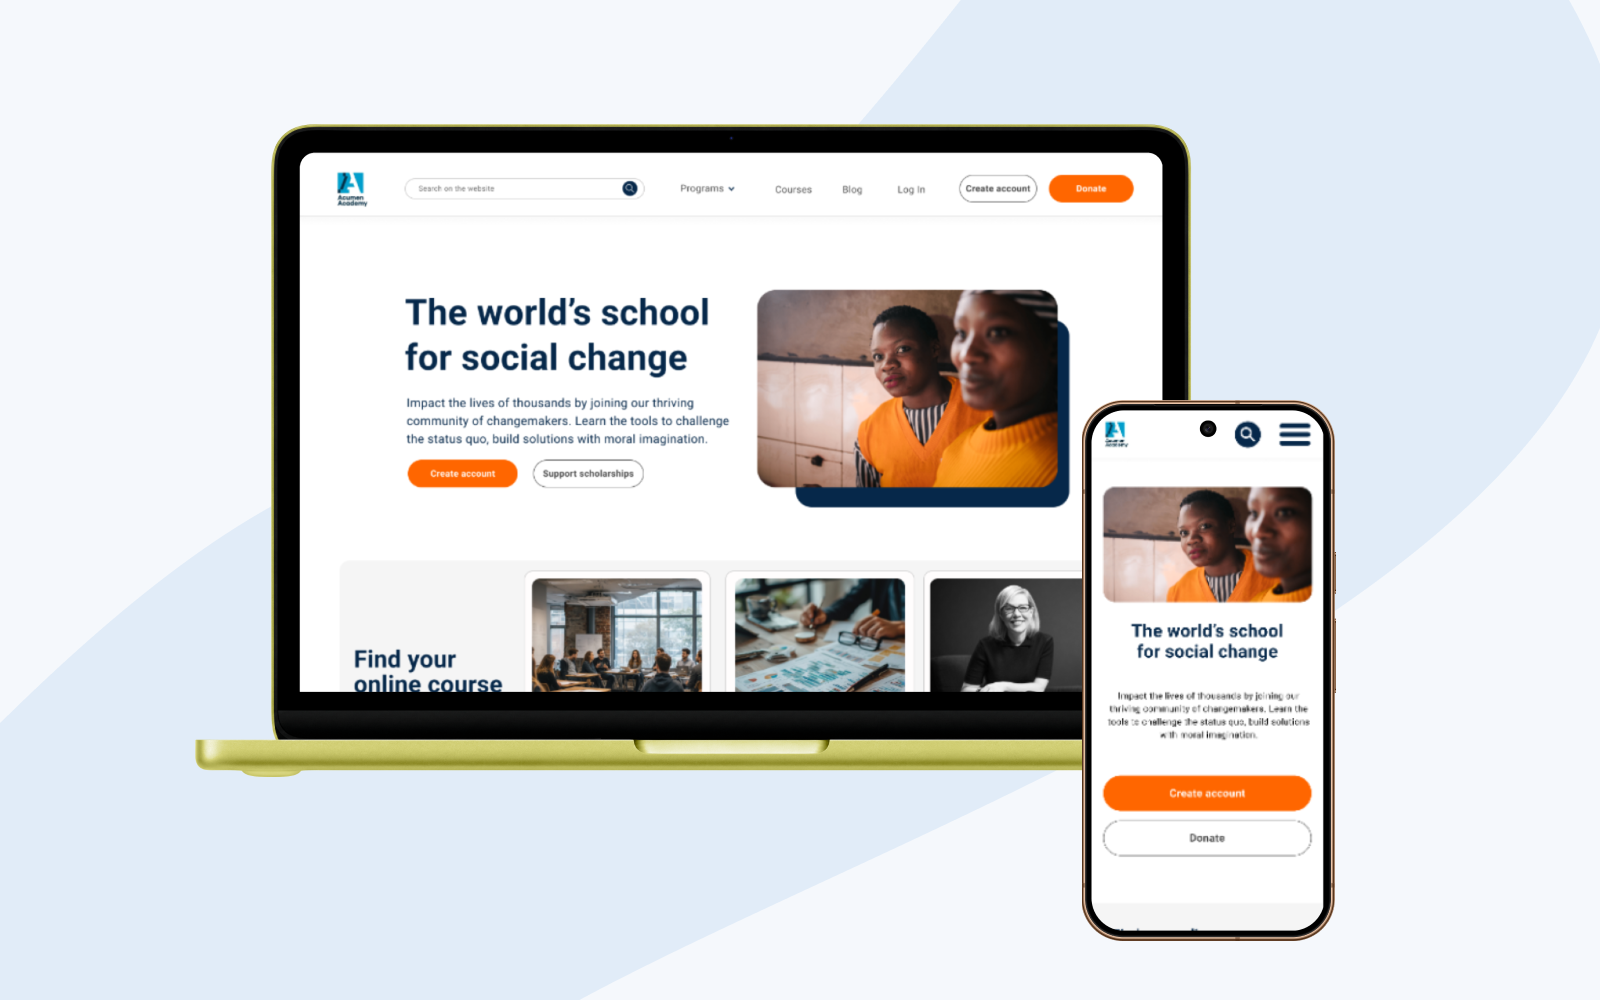 Acumen
Academy
Search on the website
Programs
Courses
Blog
Log In
Create account
Donate
The world's school
for social change
Impact the lives of thousands by joining our thriving
community of changemakers. Learn the tools to challenge
the status quo, build solutions with moral imagination.
Create account
Support scholarships
Find your
online course
Acumen
Academy
The world's school
for social change
Impact the lives of thousands by joining our
thriving community of changemakers. Learn the
tools to challenge the status quo, build solutions
with moral imagination.
Create account
Donate